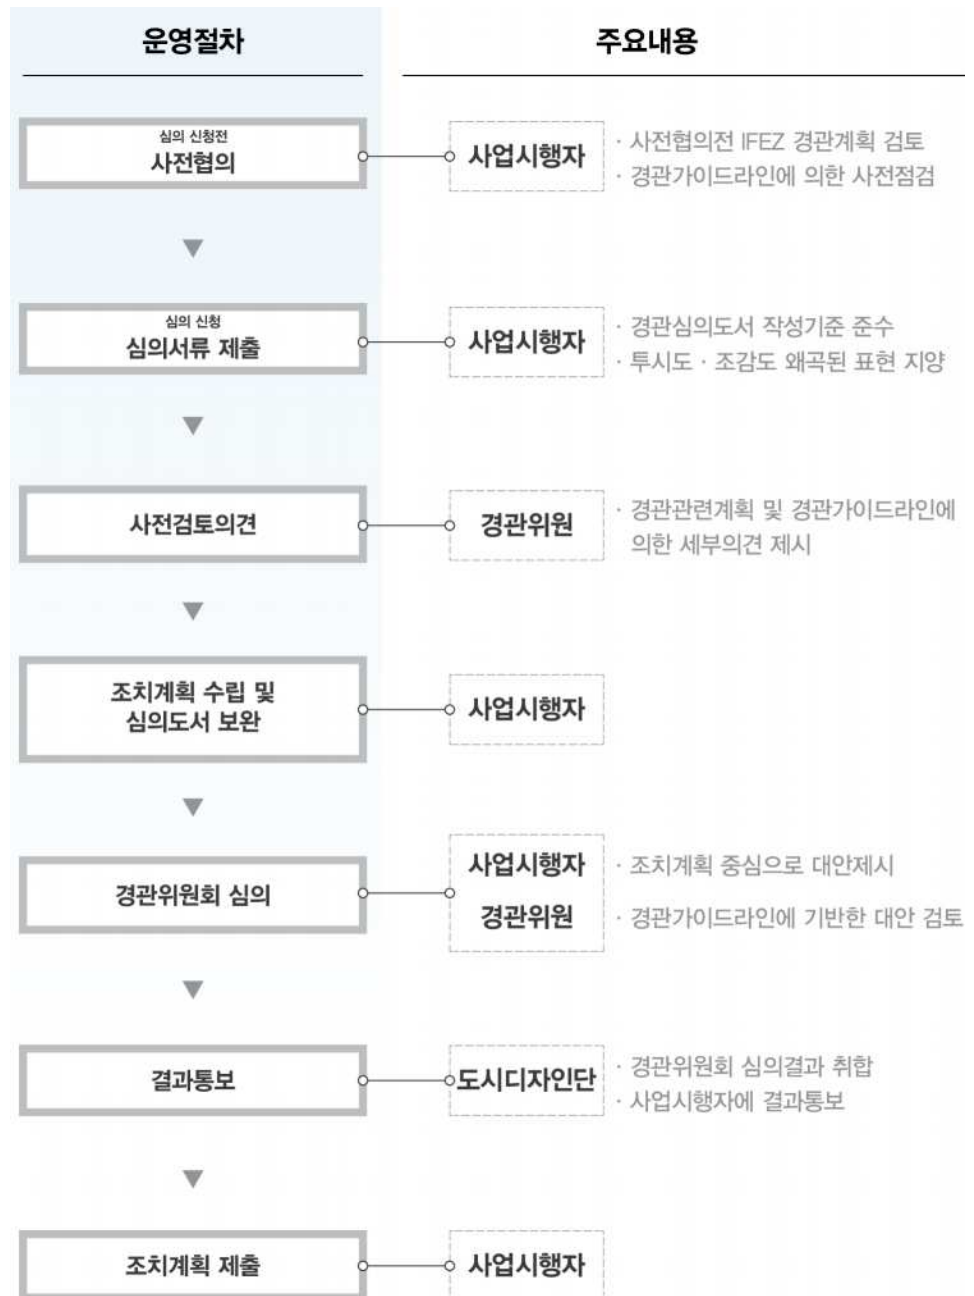 운영절차
주요내용
심의 신청전
사전협의
사업시행자
· 사전협의전 IFEZ 경관계획 검토
· 경관가이드라인에 의한 사전점검
심의 신청
심의서류 제출
사업시행자
· 경관심의도서 작성기준 준수
· 투시도 · 조감도 왜곡된 표현 지양
사전검토의견
경관위원
· 경관관련계획 및 경관가이드라인에
의한 세부의견 제시
조치계획 수립 및
심의도서 보완
사업시행자
경관위원회 심의
사업시행자
· 조치계획 중심으로 대안제시
경관위원
· 경관가이드라인에 기반한 대안 검토
결과통보
도시디자인단
· 경관위원회 심의결과 취합
· 사업시행자에 결과통보
조치계획 제출
사업시행자